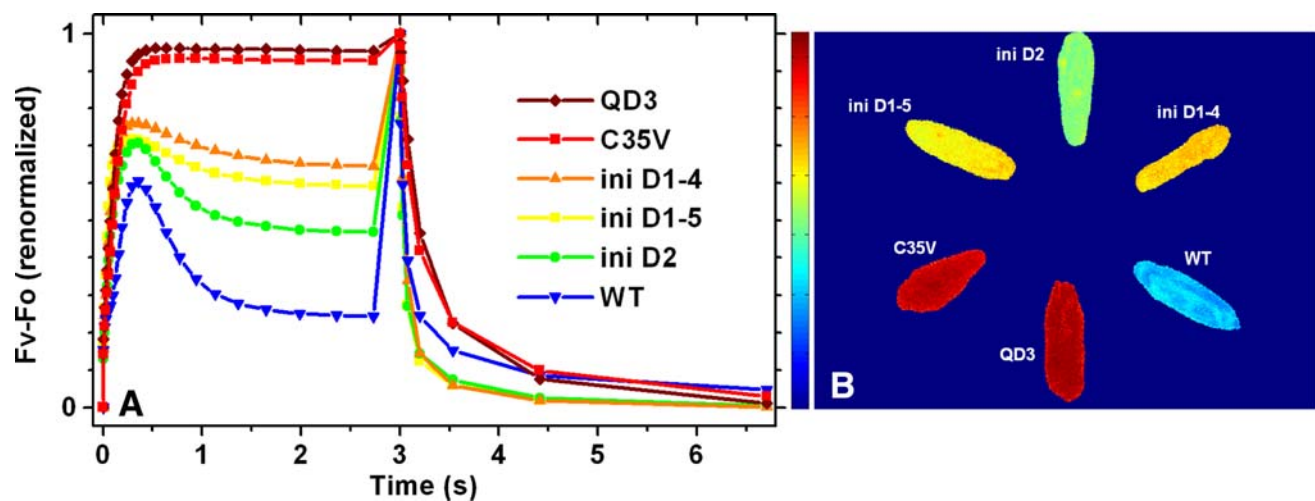 Fv-Fo (renormalized)
1
0
QD3
C35V
ini D1-4
ini D1-5
ini D2
WT
A
0
1
2
3
4
5
6
Time (s)
ini D2
ini D1-5
ini D1-4
C35V
WT
QD3
B